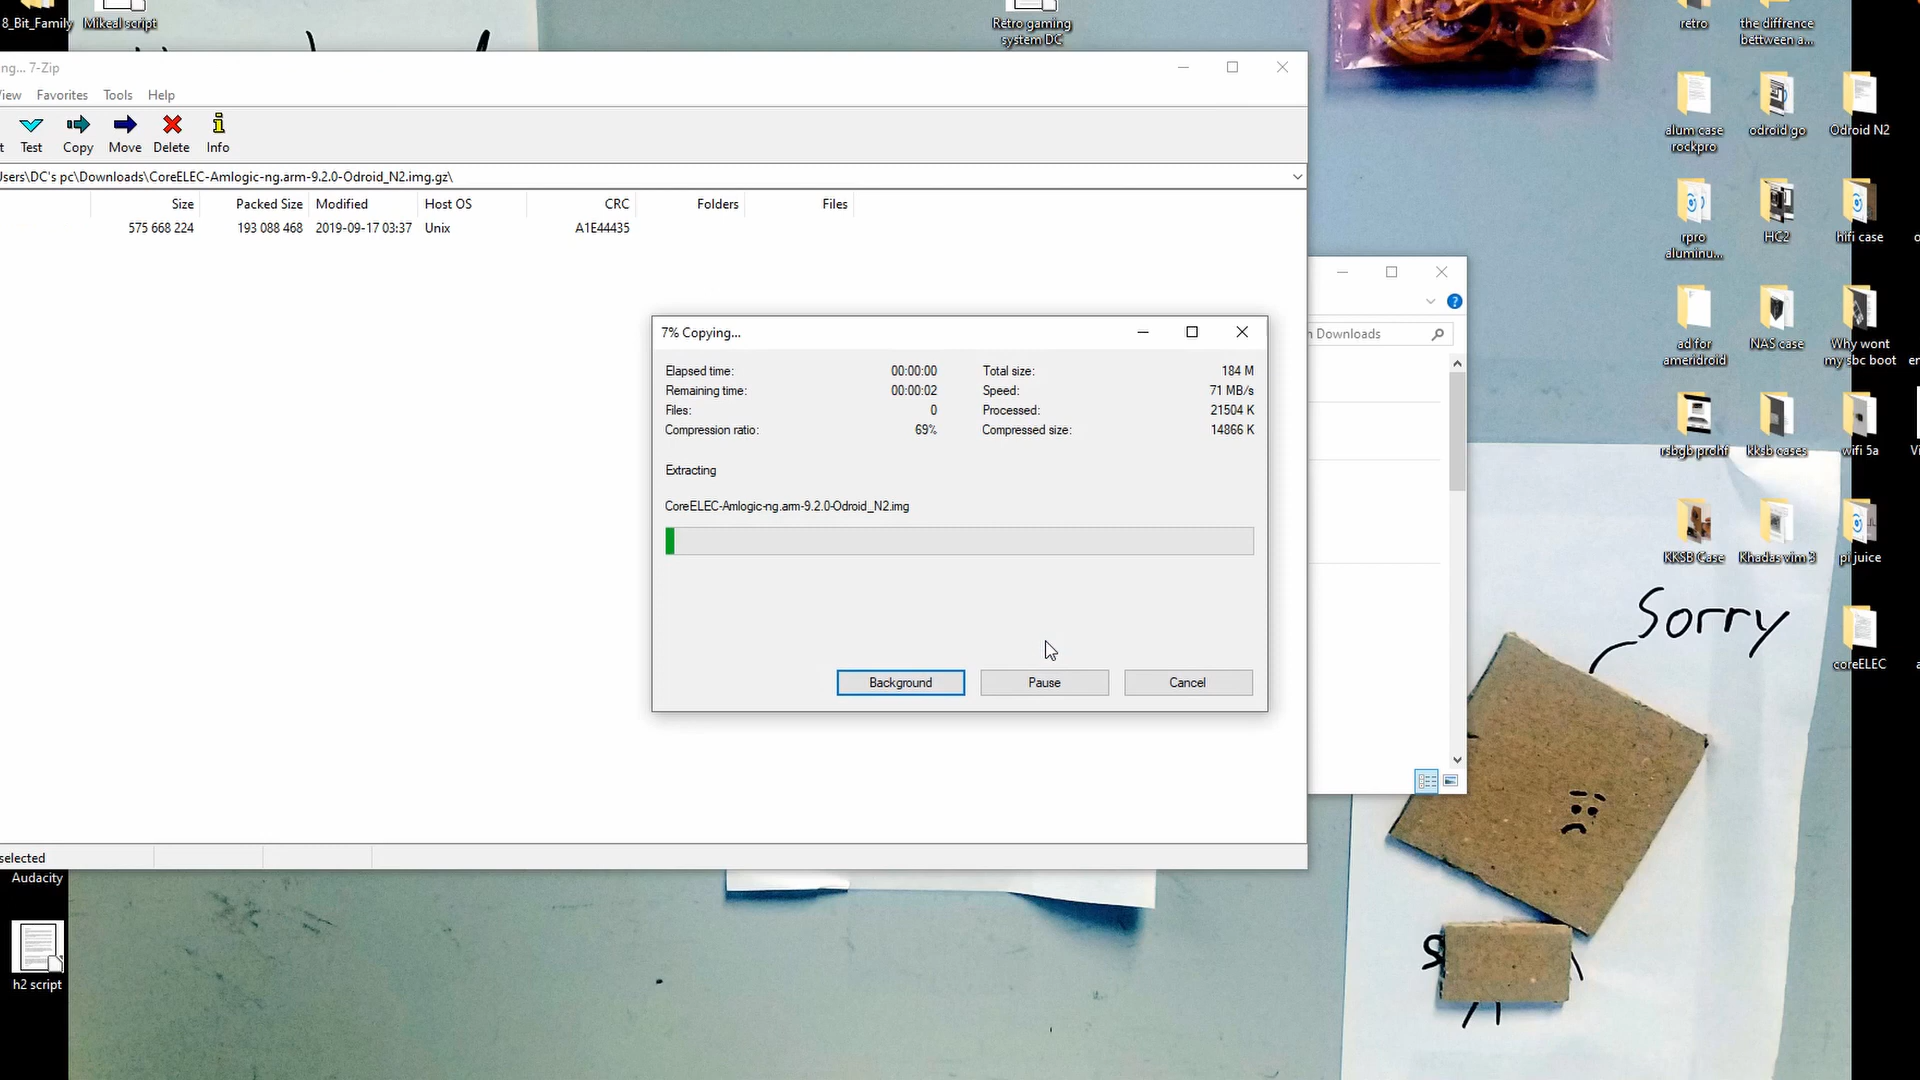 8_Bit_Family
Mikeal script
Retro gaming
system DC
retro
the diffrence
bettween a...
ng... 7-Zip
View Favorites Tools Help
Test Copy Move Delete Info
Users\DC's pc\Downloads\CoreELEC-Amlogic-ng.arm-9.2.0-Odroid_N2.img.gz\
Size Packed Size Modified Host OS CRC Folders Files
575 668 224 193 088 468 2019-09-17 03:37 Unix A1E44435
alum case
rockpro
odroid go
Odroid N2
rpro
aluminu...
HC2
hifi case
Downloads
7% Copying...
Elapsed time: 00:00:00 Total size: 184 M
Remaining time: 00:00:02 Speed: 71 MB/s
Files: 0 Processed: 21504 K
Compression ratio: 69% Compressed size: 14866 K
Extracting
CoreELEC-Amlogic-ng.arm-9.2.0-Odroid_N2.img
Background Pause Cancel
ad for
ameridroid
NAS case
Why wont
my sbc boot
rsbgb prohf
kksb cases
wifi 5a
KKSB Case
Khadas vim 3
pi juice
coreELEC
Sorry
selected
Audacity
h2 script